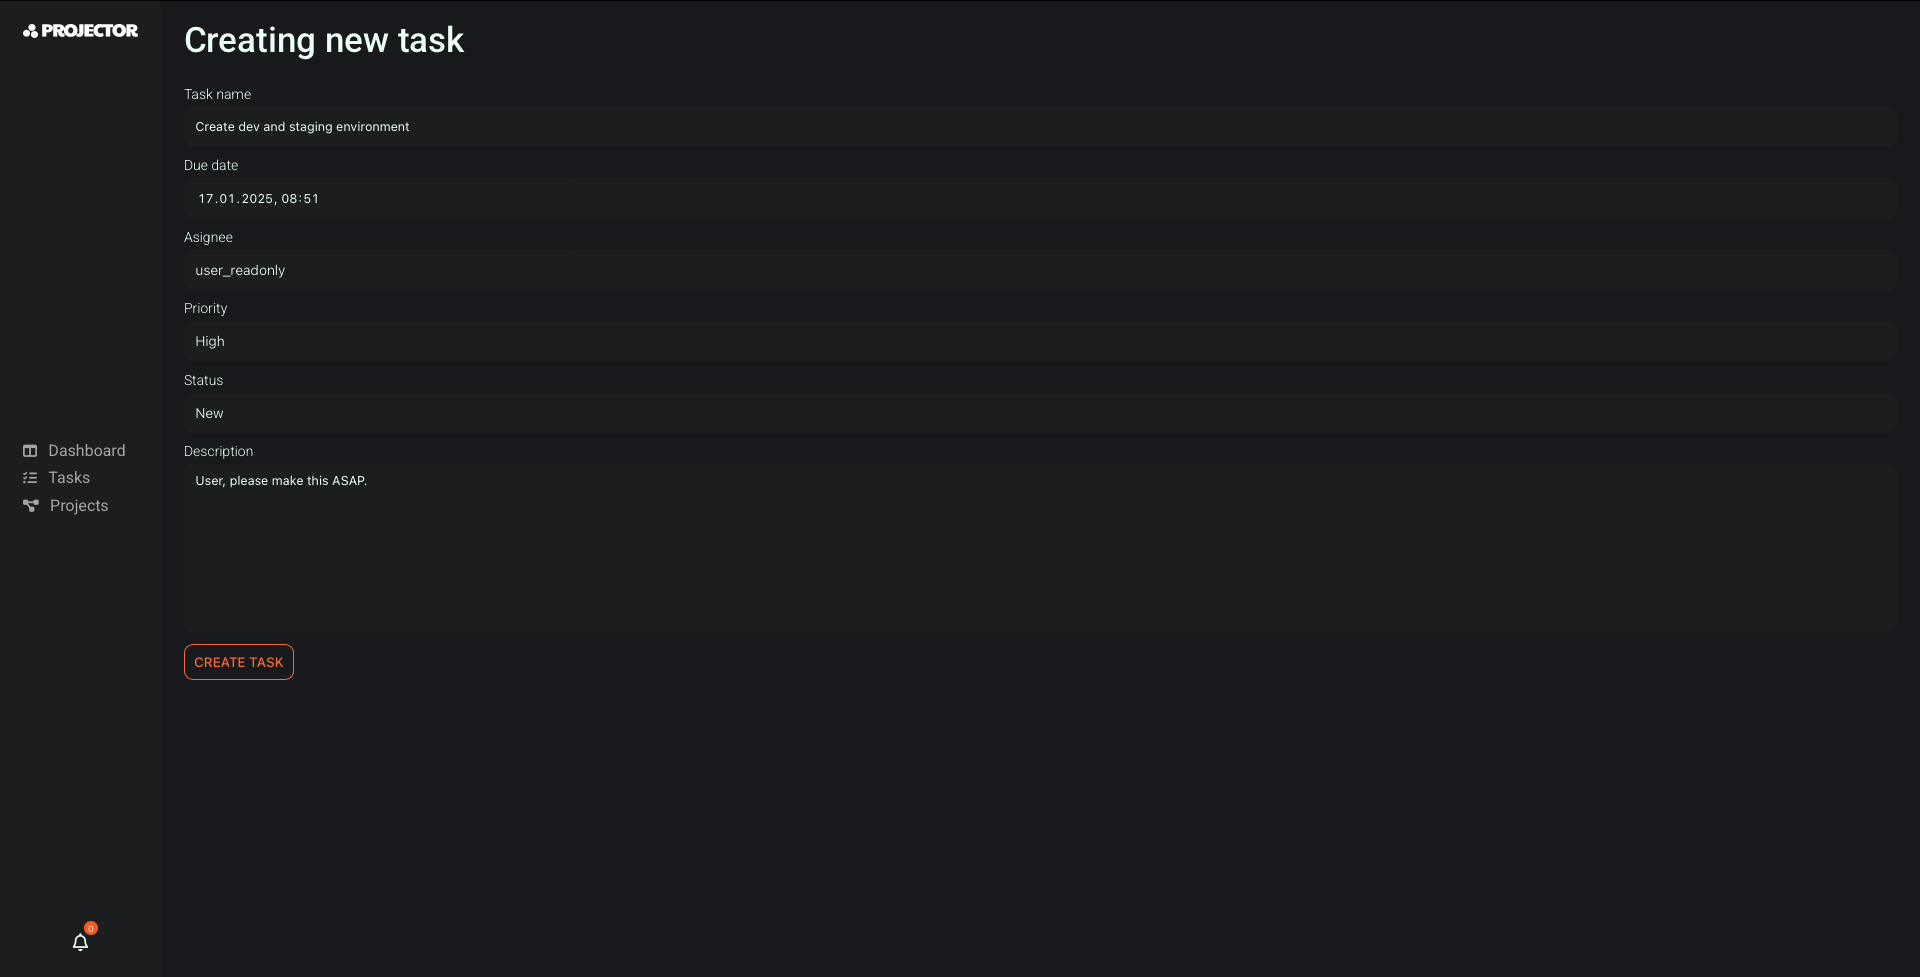 PROJECTOR
Creating new task
Task name
Create dev and staging environment
Due date
17.01.2025, 08:51
Asignee
user_readonly
Priority
High
Status
New
Description
User, please make this ASAP.
CREATE TASK
Dashboard
Tasks
Projects
0